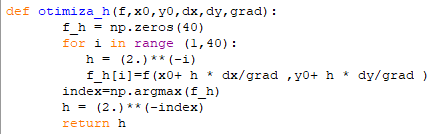 def otimiza_h(f,x0,y0,dx,dy,grad):
    f_h = np.zeros(40)
    for i in range (1,40):
        h = (2.)**(-i)
        f_h[i]=f(x0+ h * dx/grad ,y0+ h * dy/grad )
    index=np.argmax(f_h)
    h = (2.)**(-index)
    return h